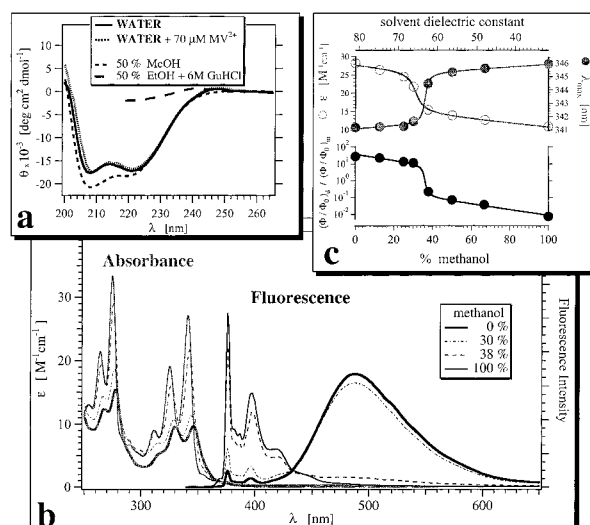 WATER
WATER + 70 μM MV2+
50 % MeOH
50 % EtOH + 6M GuHCl
θ x10⁻³ [deg cm2 dmol-1]
10
5
0
-5
-10
-15
-20
200 210 220 230 240 250 260
λ [nm]
a
solvent dielectric constant
80 70 60 50 40
○ ε [M-1cm-1]
30
25
20
15
10
346
345
344
343
342
341
λmax. [nm]
(Φ/Φ0)d / (Φ/Φ0)m
10²
10¹
10⁰
10⁻¹
10⁻²
0 20 40 60 80 100
% methanol
c
Absorbance
Fluorescence
methanol
0 %
30 %
38 %
100 %
ε [M-1cm-1]
30
20
10
0
Fluorescence Intensity
300 400 500 600
λ [nm]
b